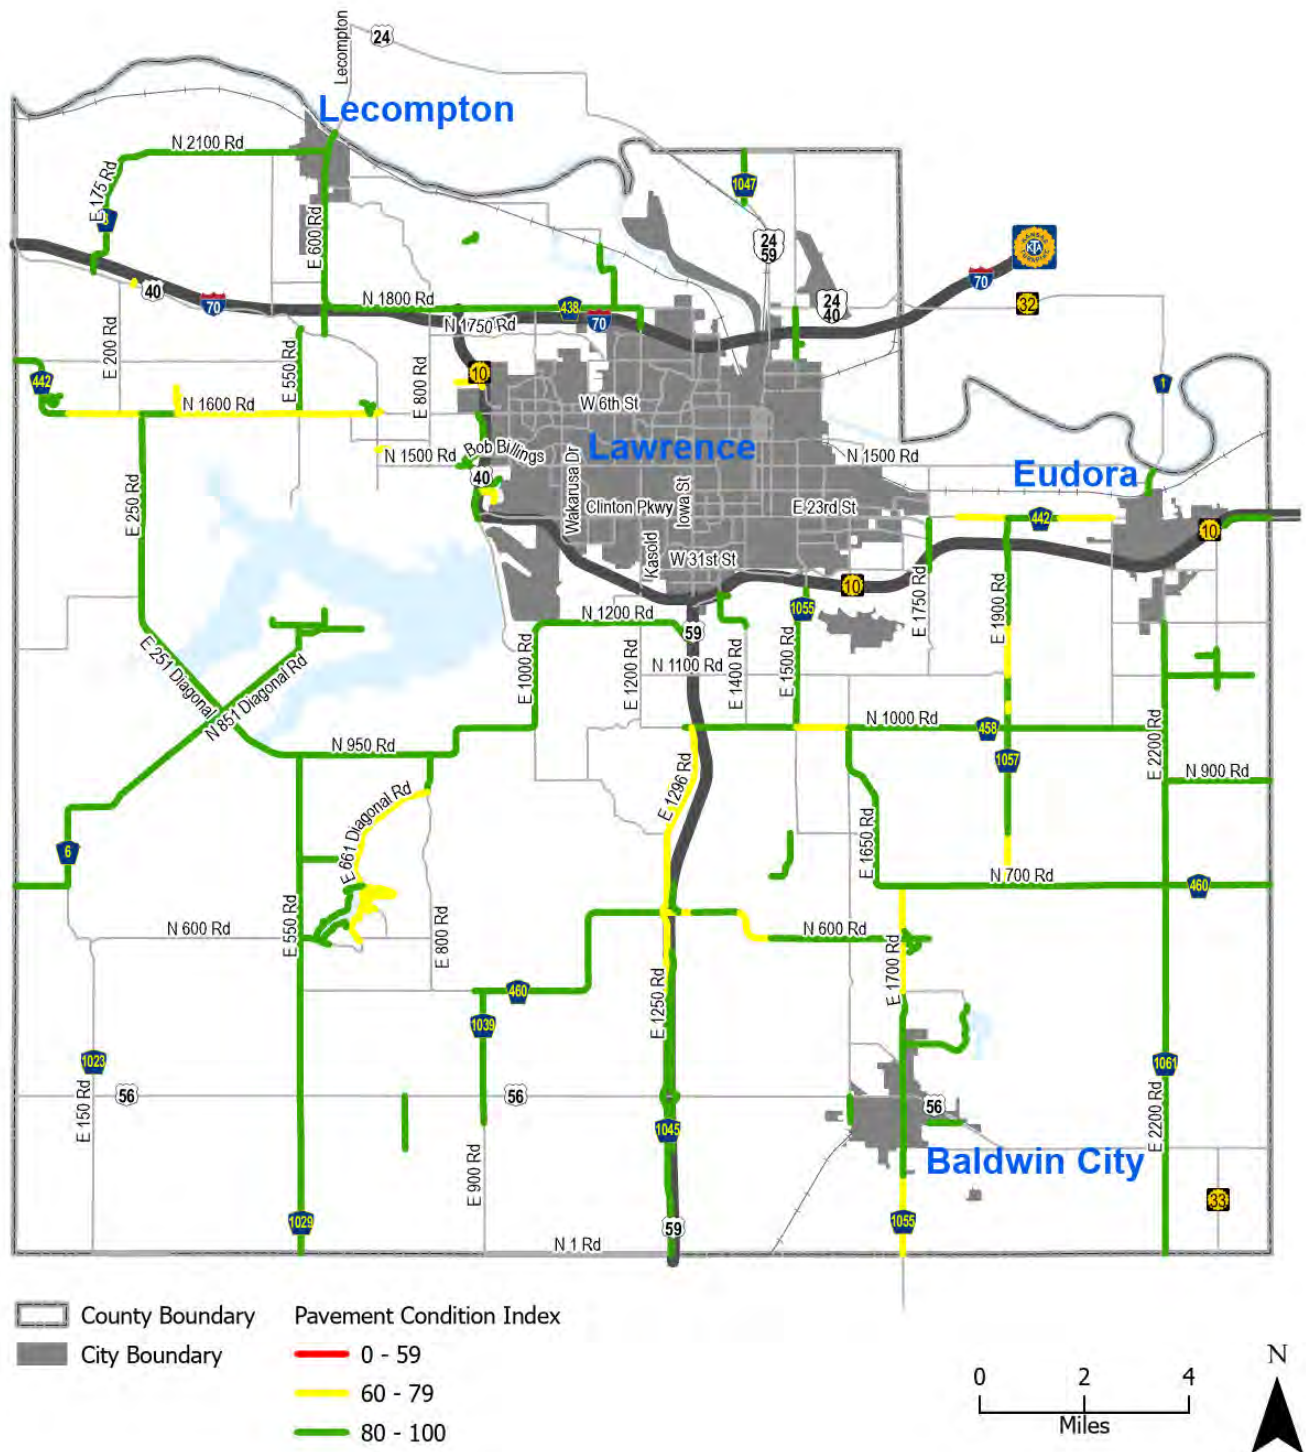 Lecompton
24
Lecompton
N 2100 Rd
E 175 Rd
1047
24
59
E 600 Rd
KANSAS
KTA
TURNPIKE
40
70
70
32
24
40
N 1800 Rd
438
70
N 1750 Rd
E 200 Rd
E 550 Rd
E 800 Rd
10
442
1
N 1600 Rd
W 6th St
Bob Billings
Lawrence
N 1500 Rd
N 1500 Rd
Eudora
40
Wakarusa Dr
Iowa St
E 250 Rd
Clinton Pkwy
E 23rd St
442
10
Kasold
W 31st St
10
E 1750 Rd
E 1900 Rd
N 1200 Rd
1055
59
E 251 Diagonal
N 851 Diagonal Rd
E 1000 Rd
E 1200 Rd
N 1100 Rd
E 1400 Rd
E 1500 Rd
N 1000 Rd
458
E 2200 Rd
N 950 Rd
1057
N 900 Rd
E 1296 Rd
E 661 Diagonal Rd
6
E 1650 Rd
N 700 Rd
460
N 600 Rd
E 550 Rd
E 800 Rd
N 600 Rd
E 1700 Rd
460
E 1250 Rd
1039
1023
1061
56
56
56
E 150 Rd
1045
E 2200 Rd
E 900 Rd
Baldwin City
33
1029
59
1055
N 1 Rd
County Boundary
Pavement Condition Index
City Boundary
0 - 59
60 - 79
80 - 100
0 2 4
Miles
N